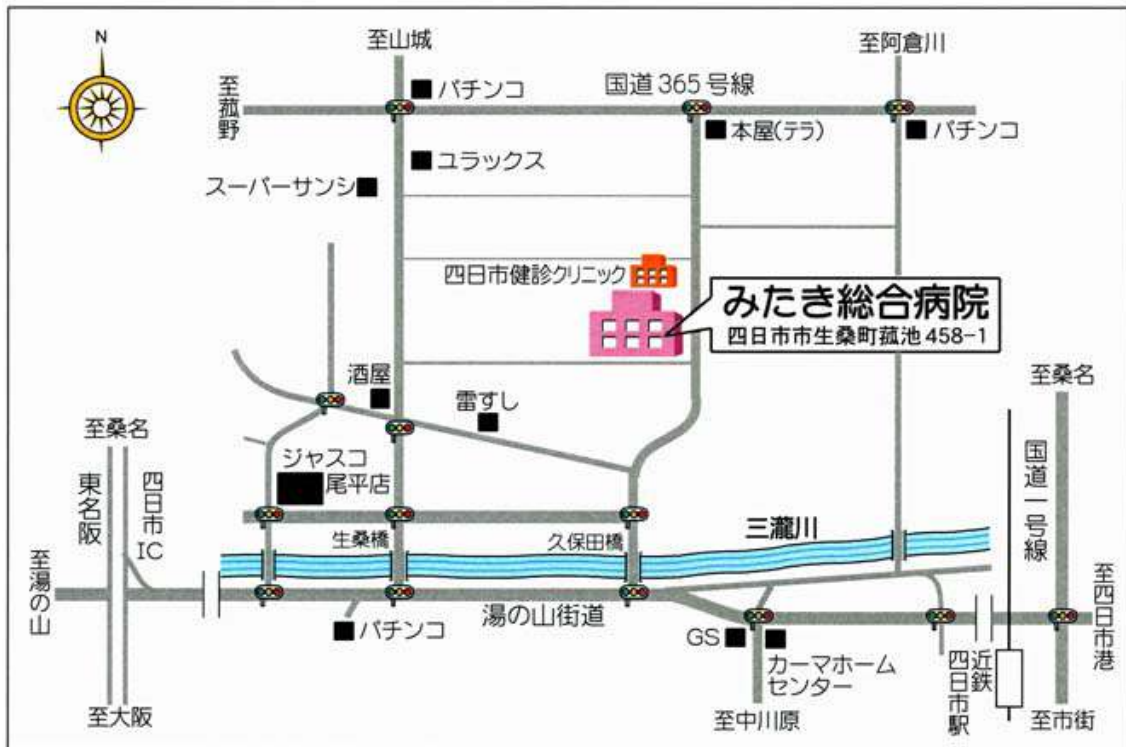 N
至山城
至阿倉川
至菰野
パチンコ
国道365号線
本屋(テラ)
パチンコ
ユラックス
スーパーサンシ
四日市健診クリニック
みたき総合病院
四日市市生桑町菰池458-1
酒屋
雷すし
至桑名
至桑名
ジャスコ
尾平店
東名阪
四日市IC
国道一号線
生桑橋
久保田橋
三瀧川
至湯の山
至四日市港
湯の山街道
パチンコ
GS
カーマホーム
センター
近鉄
四日市駅
至大阪
至中川原
至市街